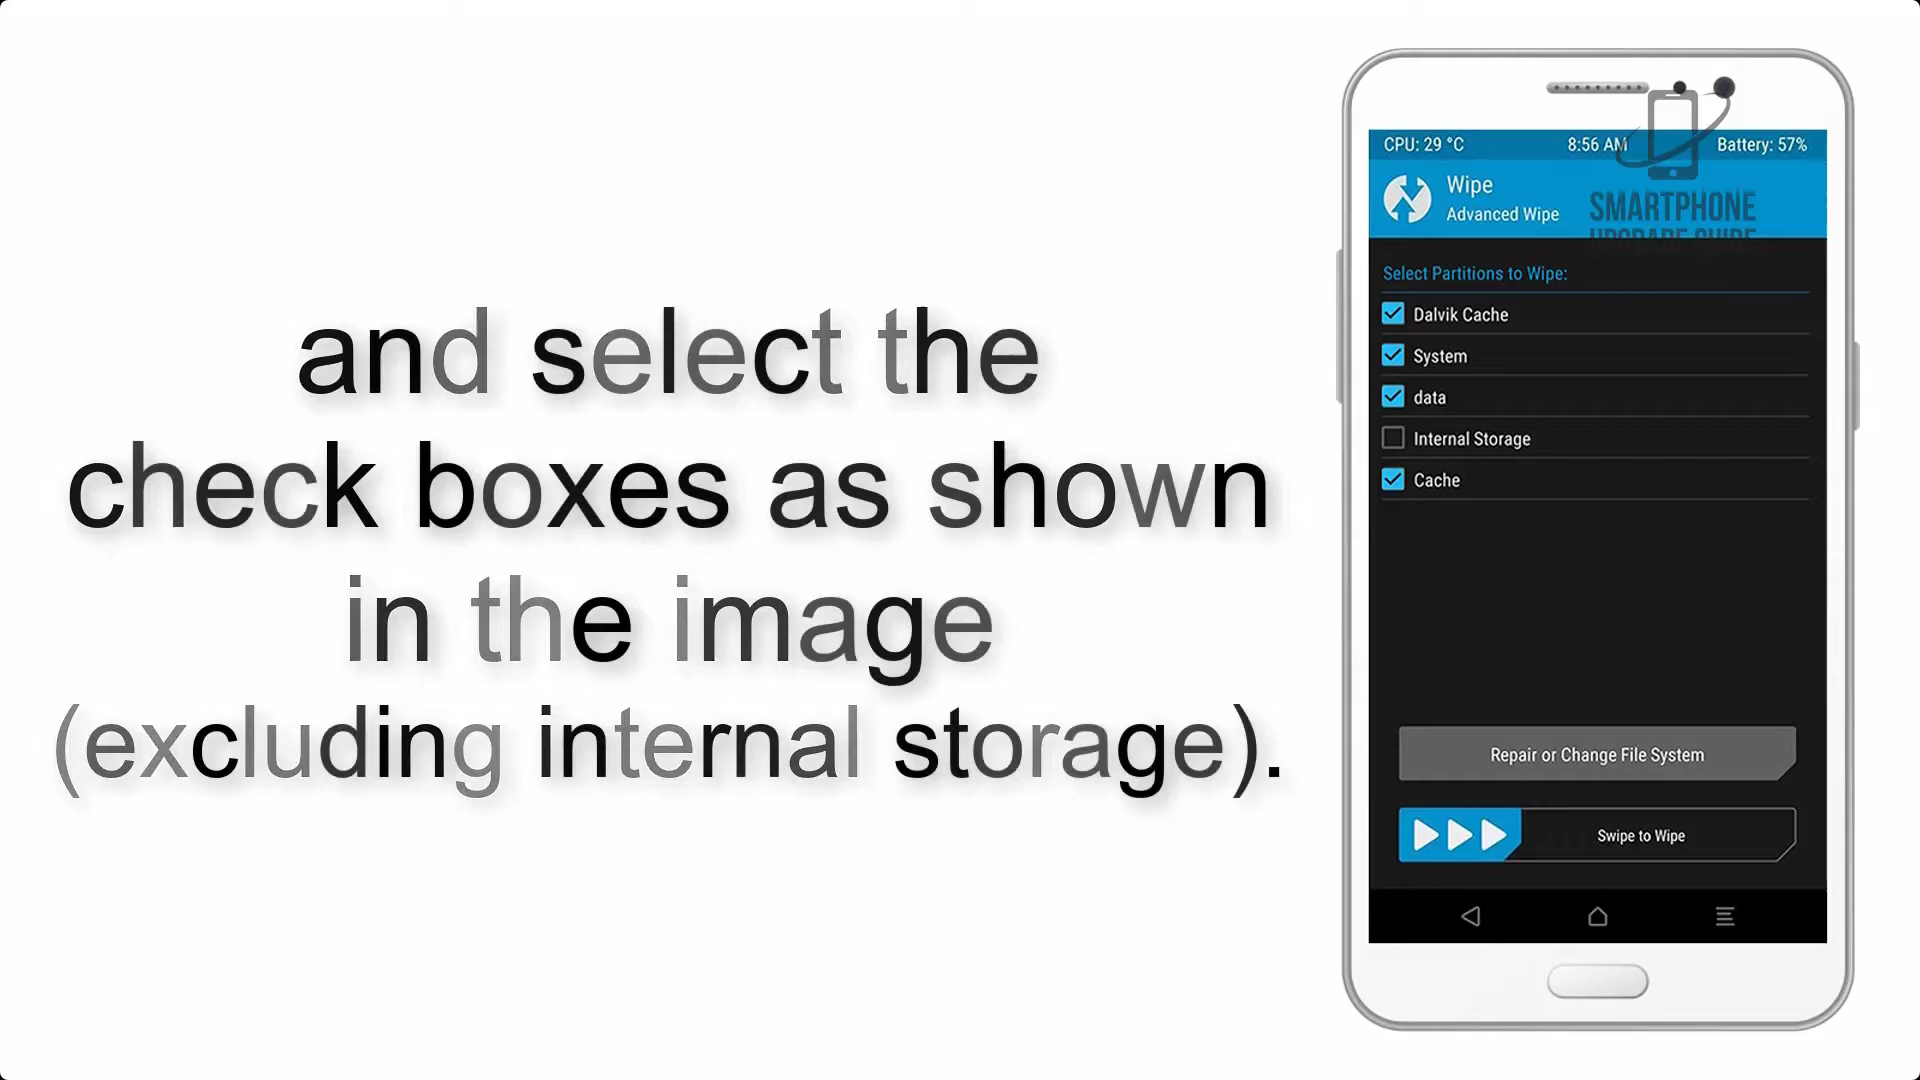 and select the
check boxes as shown
in the image
(excluding internal storage).
CPU: 29 °C 8:56 AM Battery: 57%
Wipe
Advanced Wipe
SMARTPHONE
UPGRADE GUIDE
Select Partitions to Wipe:
Dalvik Cache
System
data
Internal Storage
Cache
Repair or Change File System
Swipe to Wipe